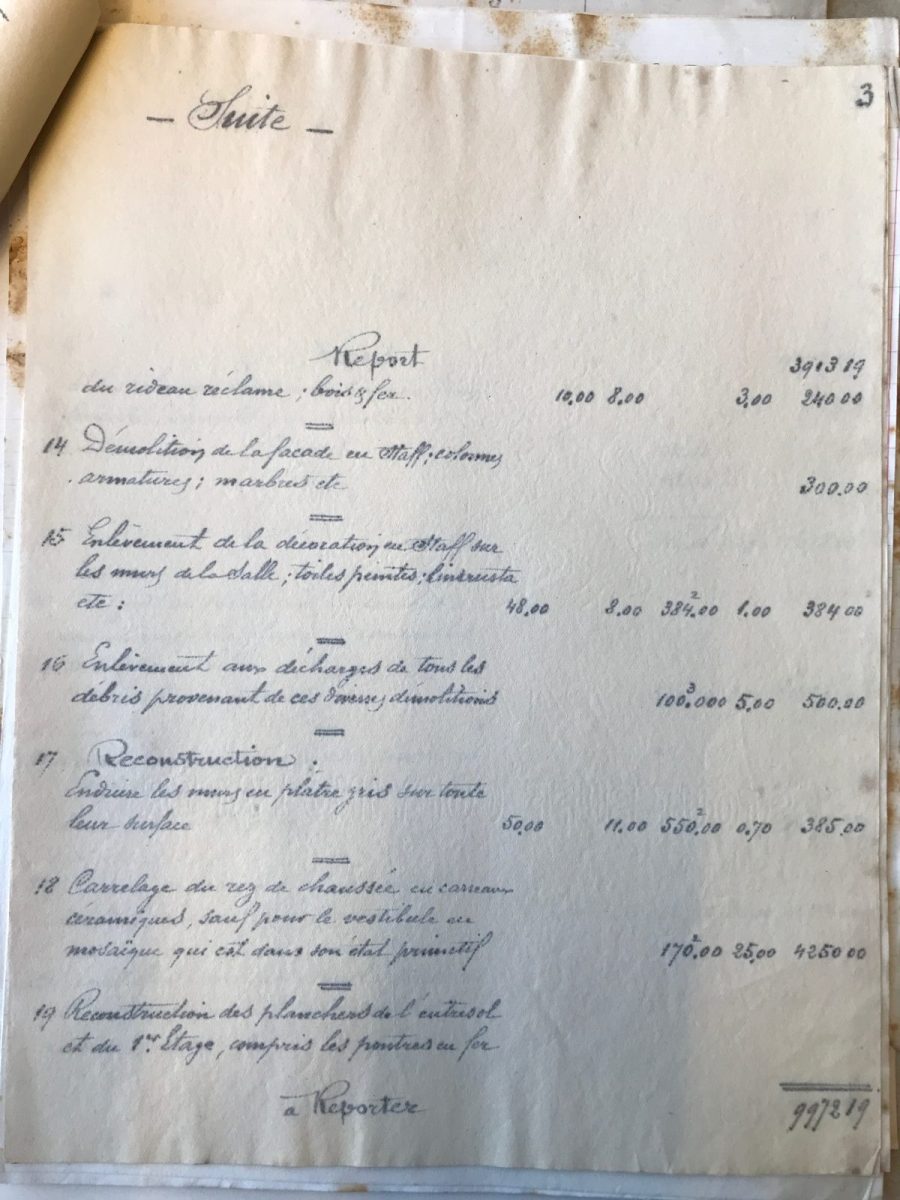 3
— Suite —
Report 3913 19
du rideau réclame ; bois & fer. 10.00 8.00 3.00 240 00
14 Démolition de la façade en Staff ; colonnes
armatures ; marbres etc 300.00
15 Enlèvement de la décoration en Staff sur
les murs de la Salle ; toiles peintes ; lincrusta
etc : 48.00 8.00 384.²00 1.00 384 00
16 Enlèvement aux décharges de tous les
débris provenant de ces diverses démolitions 100.³000 5.00 500.00
17 Reconstruction :
Enduire les murs en plâtre gris sur toute
leur surface 50.00 11.00 550.²00 0.70 385.00
18 Carrelage du rez de chaussée en carreaux
céramiques, sauf pour le vestibule en
mosaïque qui est dans son état primitif 170.²00 25.00 4250 00
19 Reconstruction des planchers de l'entresol
et du 1er. Etage, compris les poutres en fer
à Reporter 9972 19